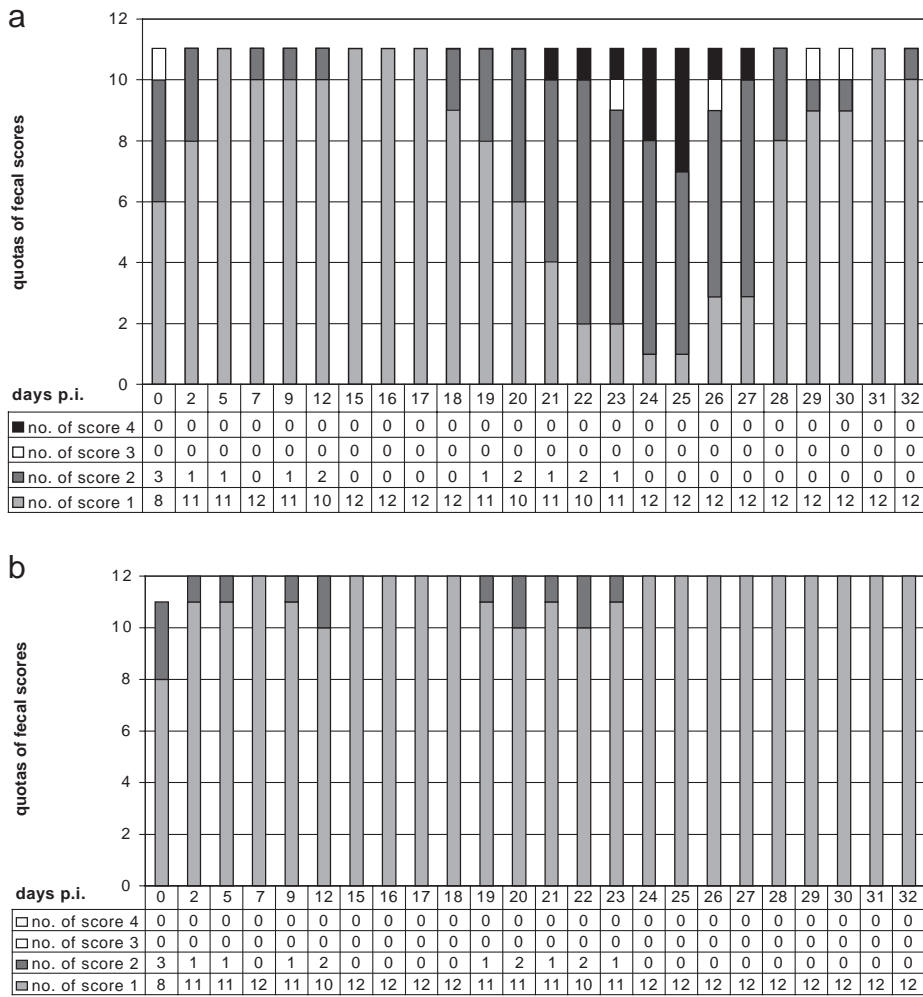 a
12
10
8
6
4
2
0
quotas of fecal scores
days p.i. 0 2 5 7 9 12 15 16 17 18 19 20 21 22 23 24 25 26 27 28 29 30 31 32
no. of score 4 0 0 0 0 0 0 0 0 0 0 0 0 0 0 0 0 0 0 0 0 0 0 0 0
no. of score 3 0 0 0 0 0 0 0 0 0 0 0 0 0 0 0 0 0 0 0 0 0 0 0 0
no. of score 2 3 1 1 0 1 2 0 0 0 0 1 2 1 2 1 0 0 0 0 0 0 0 0 0
no. of score 1 8 11 11 12 11 10 12 12 12 12 11 10 11 10 11 12 12 12 12 12 12 12 12 12
b
12
10
8
6
4
2
0
quotas of fecal scores
days p.i. 0 2 5 7 9 12 15 16 17 18 19 20 21 22 23 24 25 26 27 28 29 30 31 32
no. of score 4 0 0 0 0 0 0 0 0 0 0 0 0 0 0 0 0 0 0 0 0 0 0 0 0
no. of score 3 0 0 0 0 0 0 0 0 0 0 0 0 0 0 0 0 0 0 0 0 0 0 0 0
no. of score 2 3 1 1 0 1 2 0 0 0 0 1 2 1 2 1 0 0 0 0 0 0 0 0 0
no. of score 1 8 11 11 12 11 10 12 12 12 12 11 10 11 10 11 12 12 12 12 12 12 12 12 12